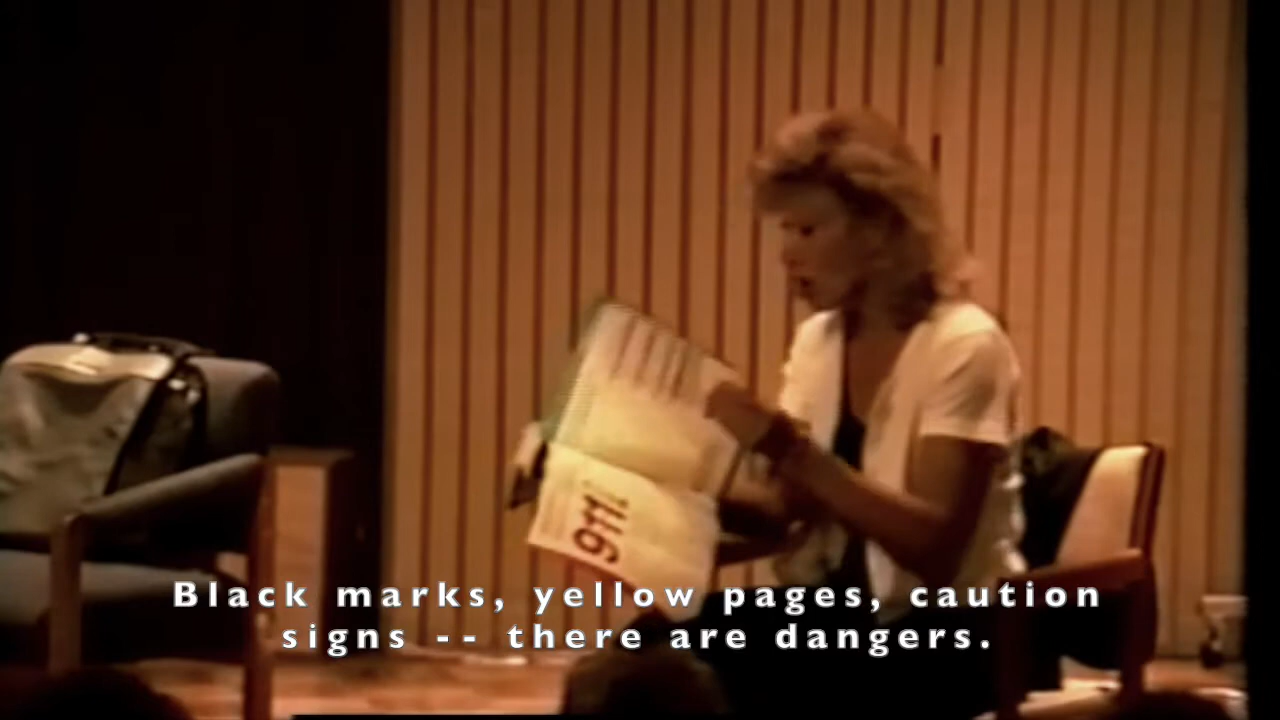 911!
Black marks, yellow pages, caution
signs -- there are dangers.